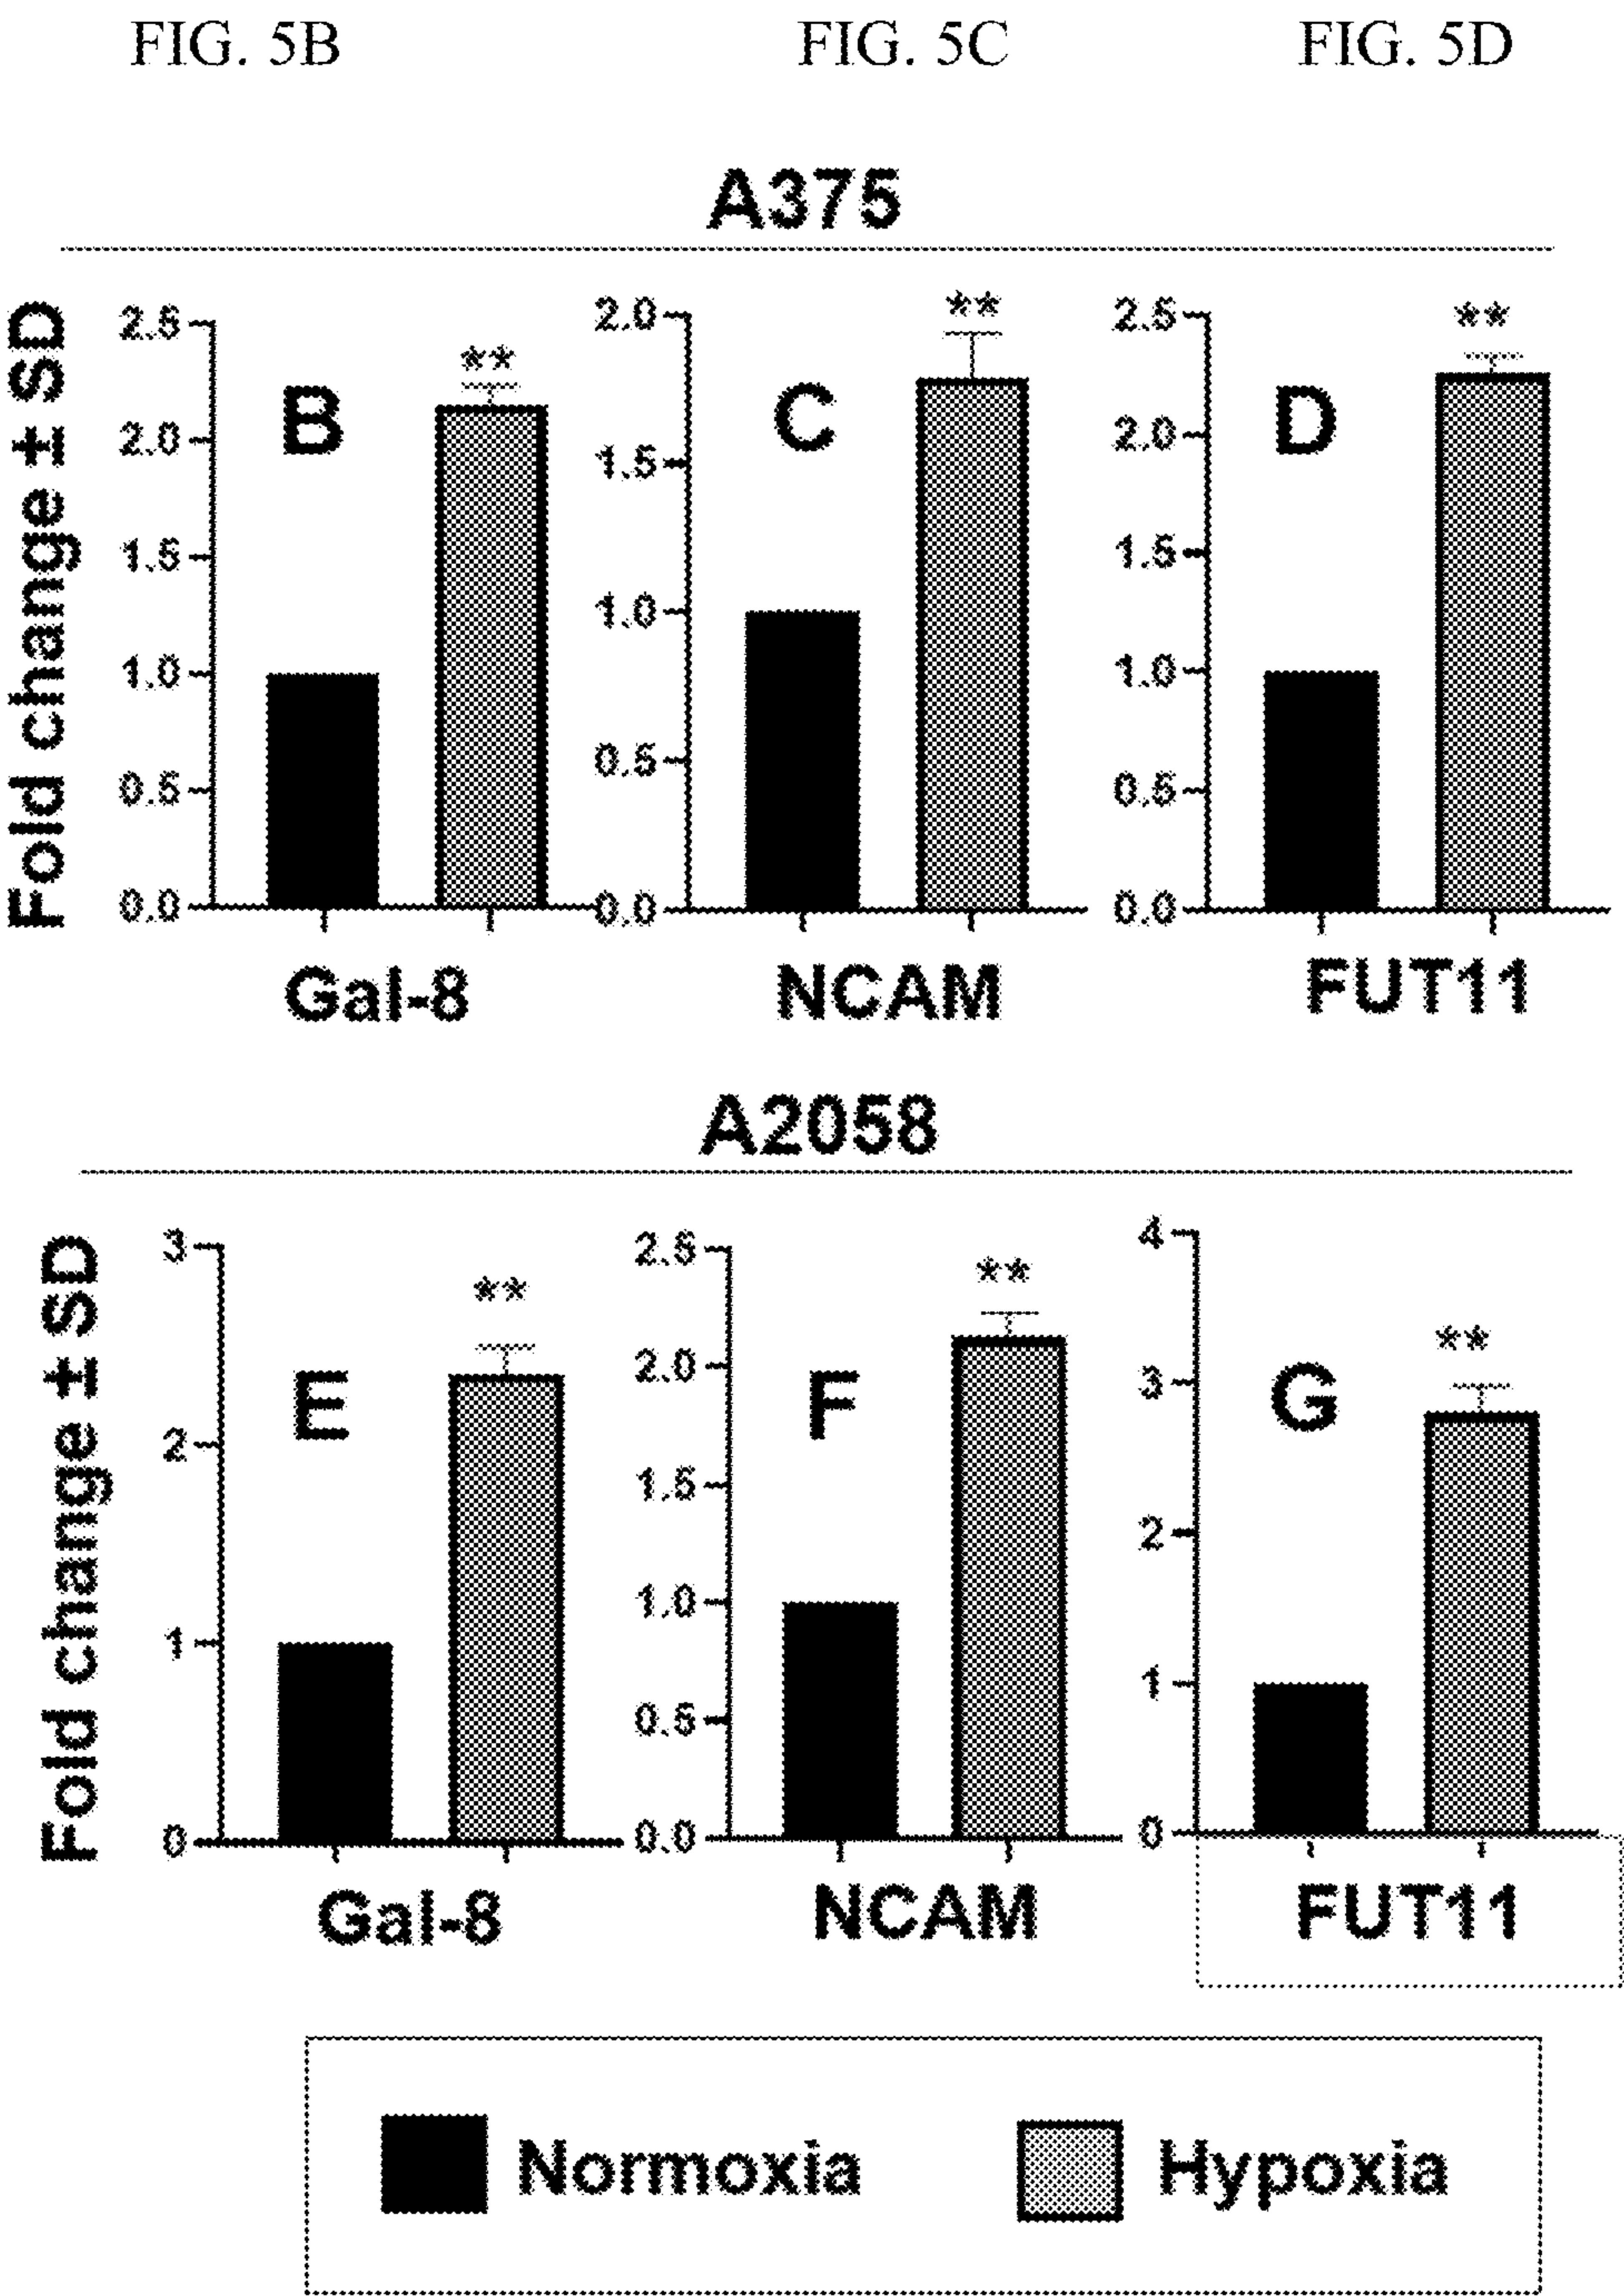 FIG. 5B FIG. 5C FIG. 5D
A375
Fold change ± SD
2.5
2.0
1.5
1.0
0.5
0.0
B
**
Gal-8
2.0
1.5
1.0
0.5
0.0
C
**
NCAM
2.5
2.0
1.5
1.0
0.5
0.0
D
**
FUT11
A2058
Fold change ± SD
3
2
1
0
E
**
Gal-8
2.5
2.0
1.5
1.0
0.5
0.0
F
**
NCAM
4
3
2
1
0
G
**
FUT11
Normoxia Hypoxia